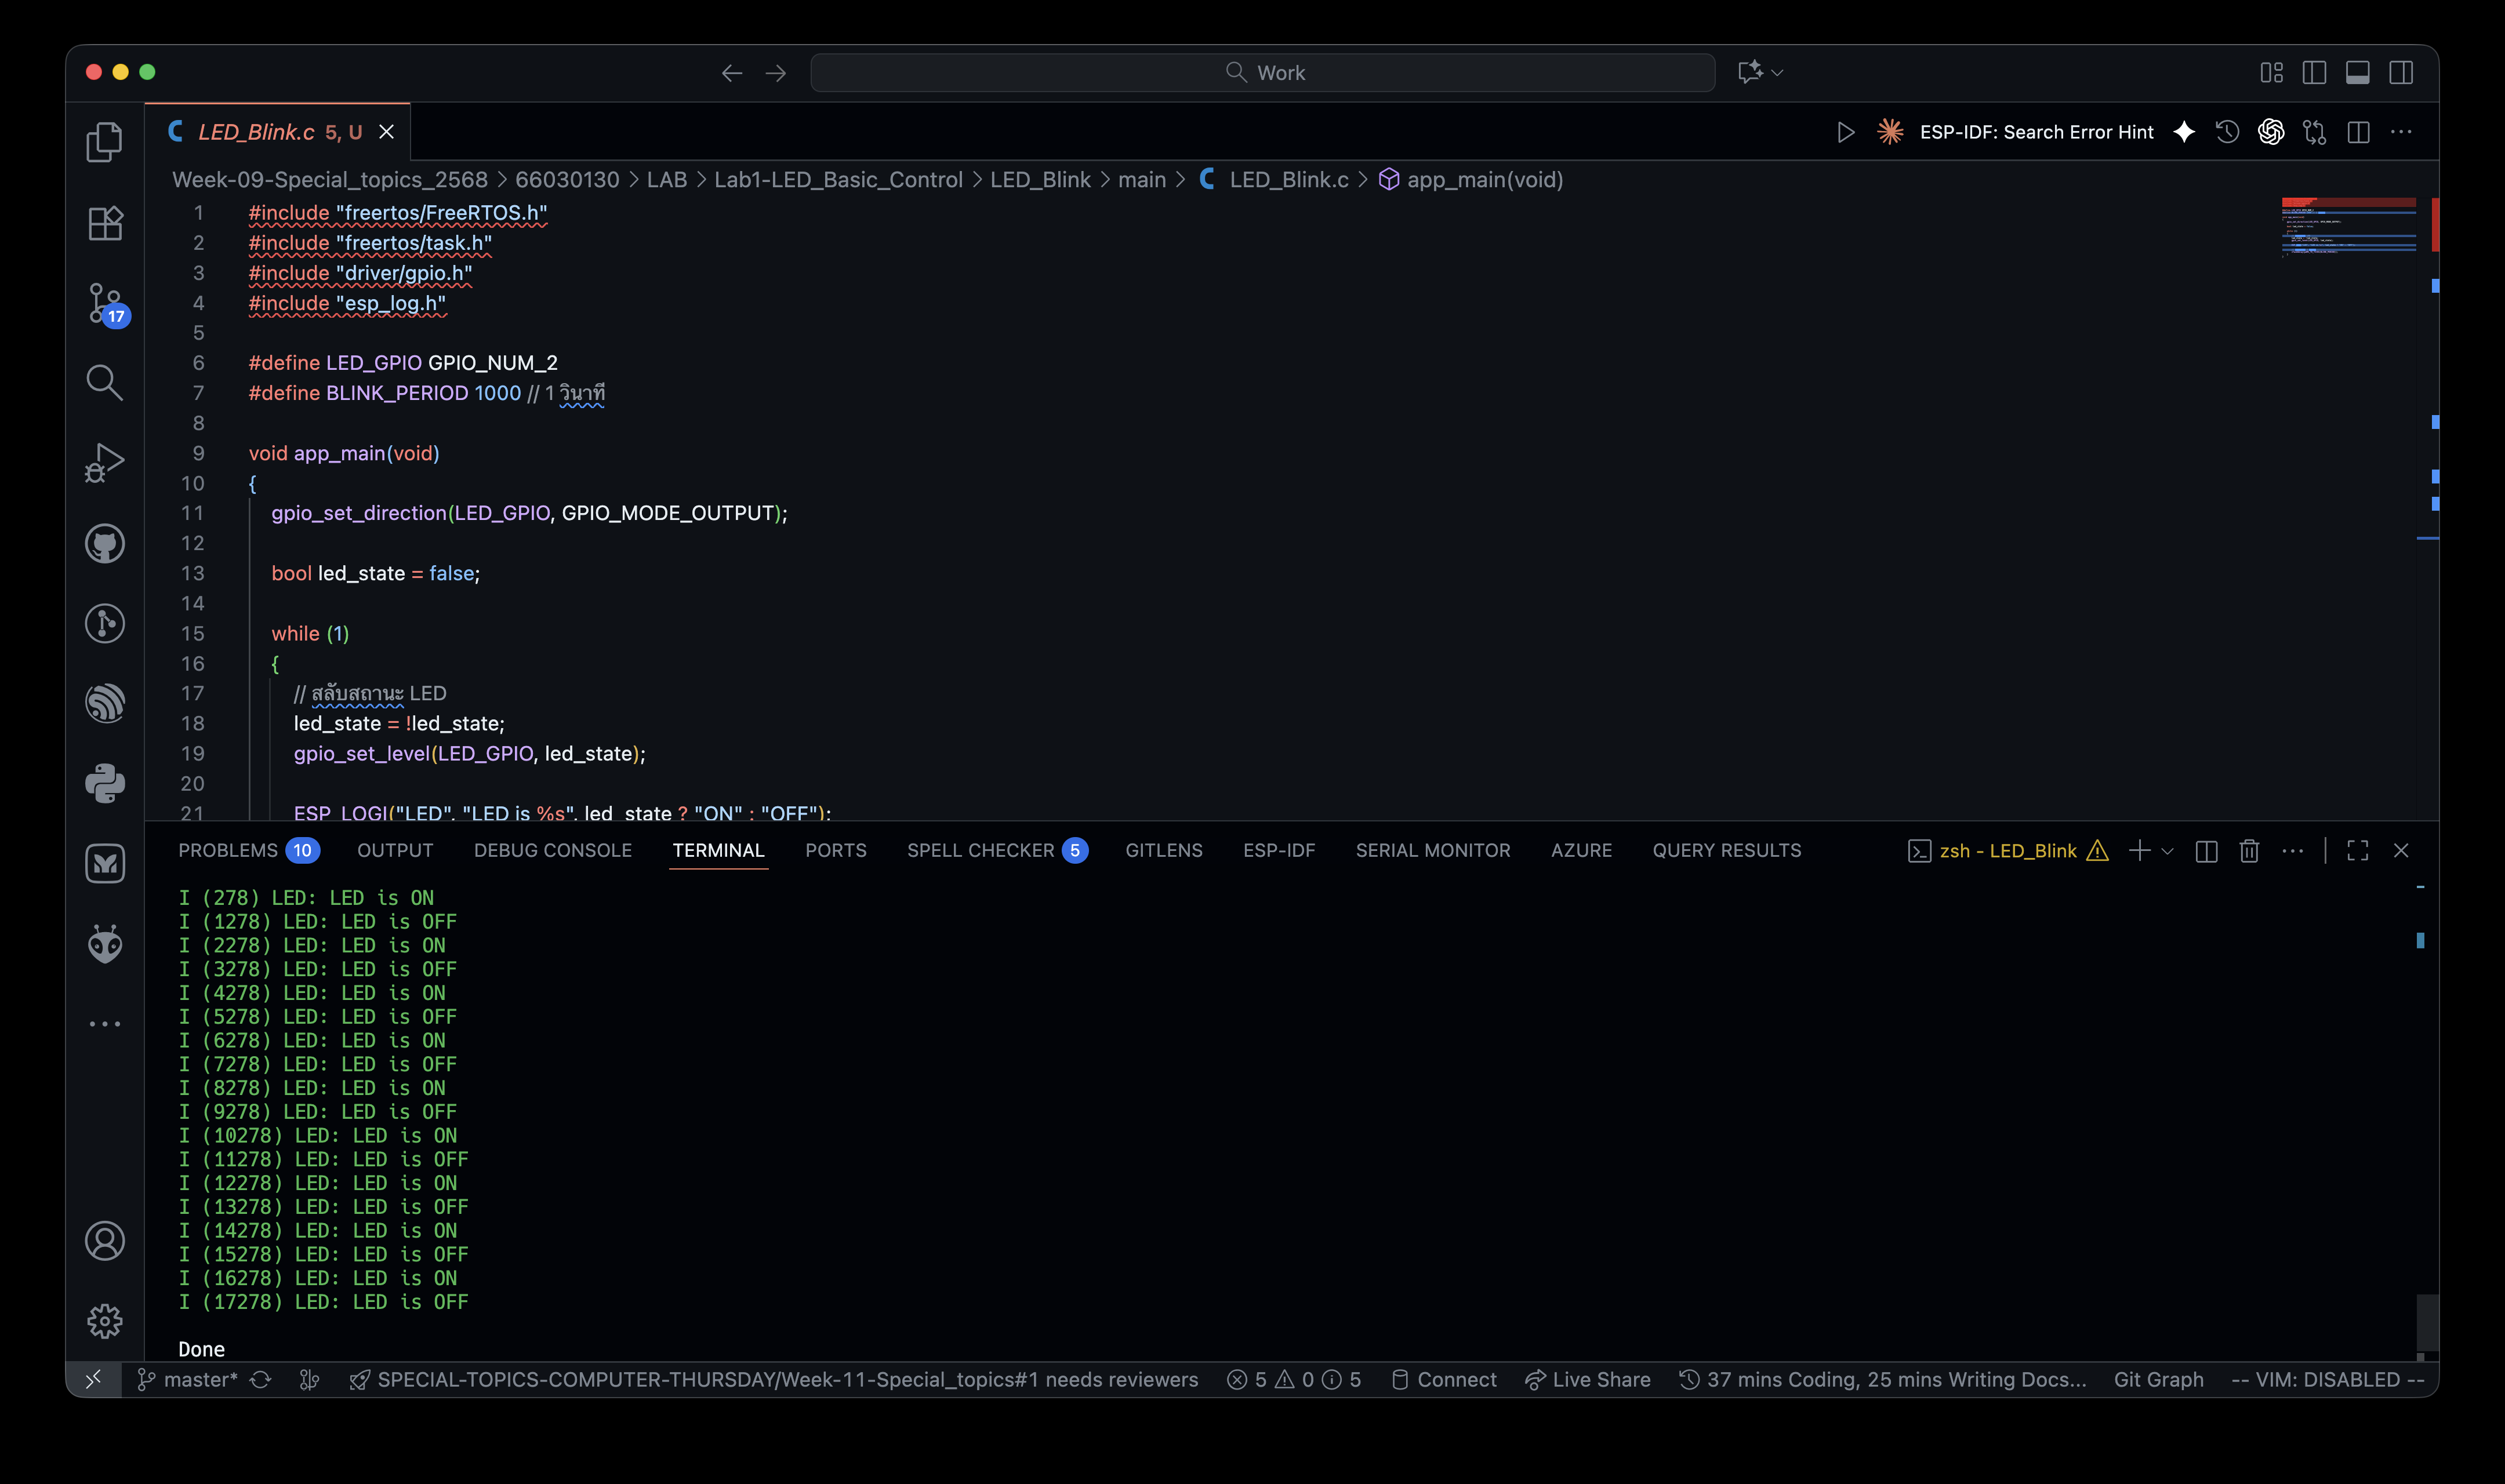 Work
LED_Blink.c 5, U
ESP-IDF: Search Error Hint
Week-09-Special_topics_2568 > 66030130 > LAB > Lab1-LED_Basic_Control > LED_Blink > main > LED_Blink.c > app_main(void)
1 #include "freertos/FreeRTOS.h"
2 #include "freertos/task.h"
3 #include "driver/gpio.h"
4 #include "esp_log.h"
5
6 #define LED_GPIO GPIO_NUM_2
7 #define BLINK_PERIOD 1000 // 1 วินาที
8
9 void app_main(void)
10 {
11 gpio_set_direction(LED_GPIO, GPIO_MODE_OUTPUT);
12
13 bool led_state = false;
14
15 while (1)
16 {
17 // สลับสถานะ LED
18 led_state = !led_state;
19 gpio_set_level(LED_GPIO, led_state);
20
21 ESP_LOGI("LED", "LED is %s", led_state ? "ON" : "OFF");
17
PROBLEMS 10 OUTPUT DEBUG CONSOLE TERMINAL PORTS SPELL CHECKER 5 GITLENS ESP-IDF SERIAL MONITOR AZURE QUERY RESULTS zsh - LED_Blink
I (278) LED: LED is ON
I (1278) LED: LED is OFF
I (2278) LED: LED is ON
I (3278) LED: LED is OFF
I (4278) LED: LED is ON
I (5278) LED: LED is OFF
I (6278) LED: LED is ON
I (7278) LED: LED is OFF
I (8278) LED: LED is ON
I (9278) LED: LED is OFF
I (10278) LED: LED is ON
I (11278) LED: LED is OFF
I (12278) LED: LED is ON
I (13278) LED: LED is OFF
I (14278) LED: LED is ON
I (15278) LED: LED is OFF
I (16278) LED: LED is ON
I (17278) LED: LED is OFF
Done
master* SPECIAL-TOPICS-COMPUTER-THURSDAY/Week-11-Special_topics#1 needs reviewers 5 0 5 Connect Live Share 37 mins Coding, 25 mins Writing Docs... Git Graph -- VIM: DISABLED --